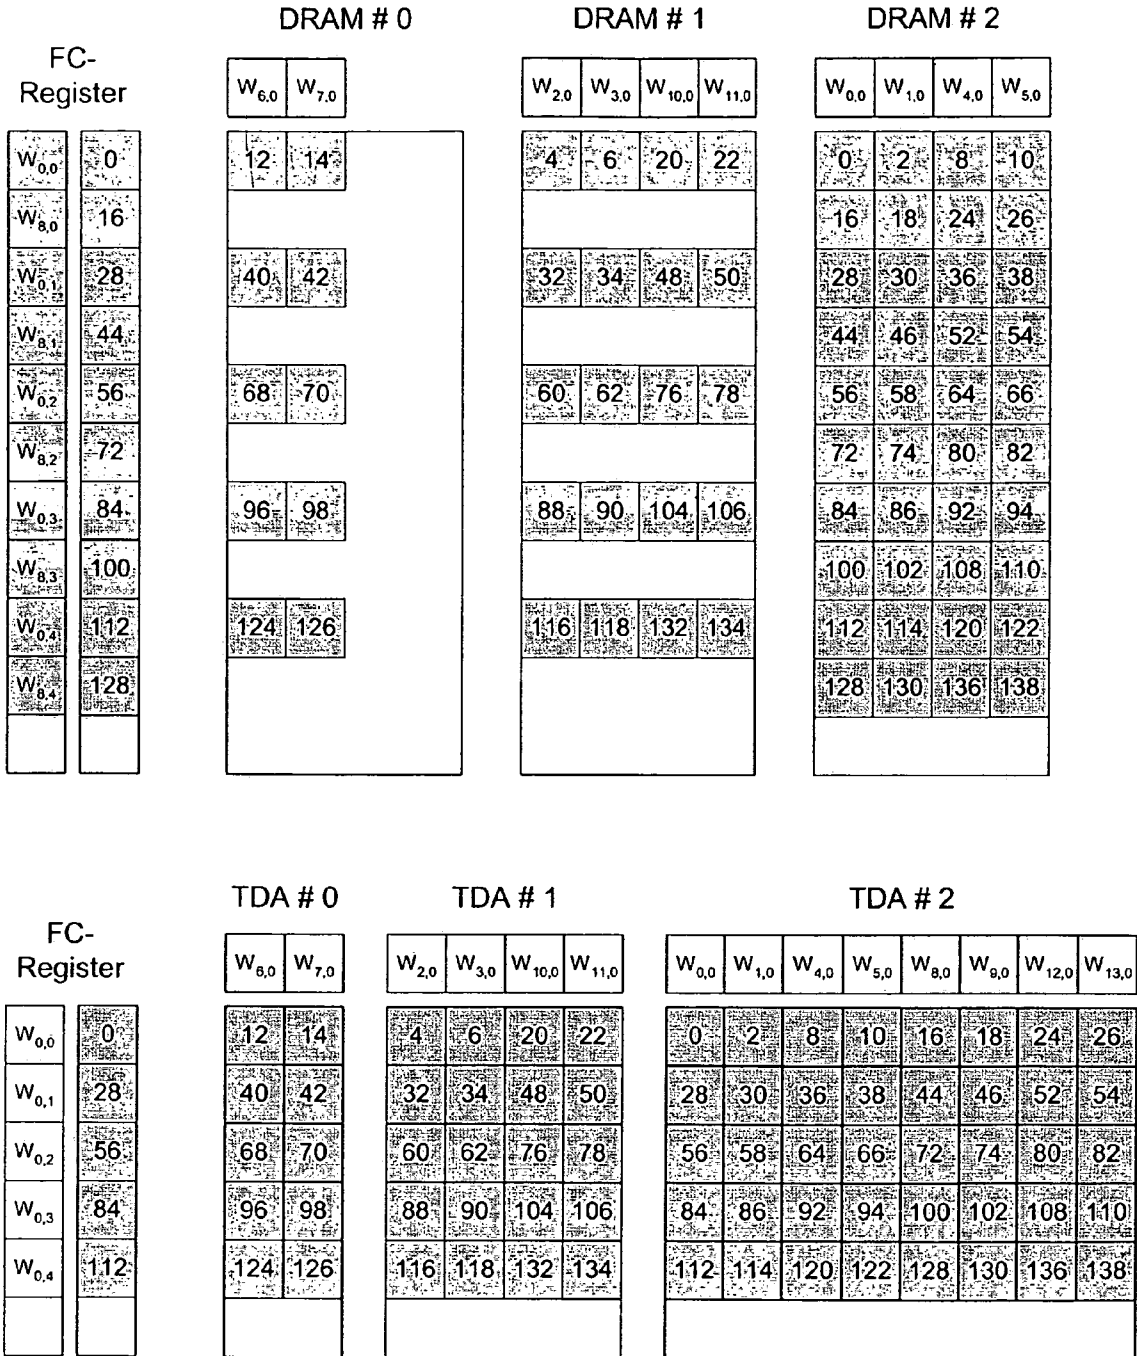 DRAM # 0 DRAM # 1 DRAM # 2
FC-
Register
W6,0 W7,0 W2,0 W3,0 W10,0 W11,0 W0,0 W1,0 W4,0 W5,0
W0,0 0 12 14 4 6 20 22 0 2 8 10
W8,0 16 16 18 24 26
W0,1 28 40 42 32 34 48 50 28 30 36 38
W8,1 44 44 46 52 54
W0,2 56 68 70 60 62 76 78 56 58 64 66
W8,2 72 72 74 80 82
W0,3 84 96 98 88 90 104 106 84 86 92 94
W8,3 100 100 102 108 110
W0,4 112 124 126 116 118 132 134 112 114 120 122
W8,4 128 128 130 136 138
TDA # 0 TDA # 1 TDA # 2
FC-
Register
W6,0 W7,0 W2,0 W3,0 W10,0 W11,0 W0,0 W1,0 W4,0 W5,0 W8,0 W9,0 W12,0 W13,0
W0,0 0 12 14 4 6 20 22 0 2 8 10 16 18 24 26
W0,1 28 40 42 32 34 48 50 28 30 36 38 44 46 52 54
W0,2 56 68 70 60 62 76 78 56 58 64 66 72 74 80 82
W0,3 84 96 98 88 90 104 106 84 86 92 94 100 102 108 110
W0,4 112 124 126 116 118 132 134 112 114 120 122 128 130 136 138